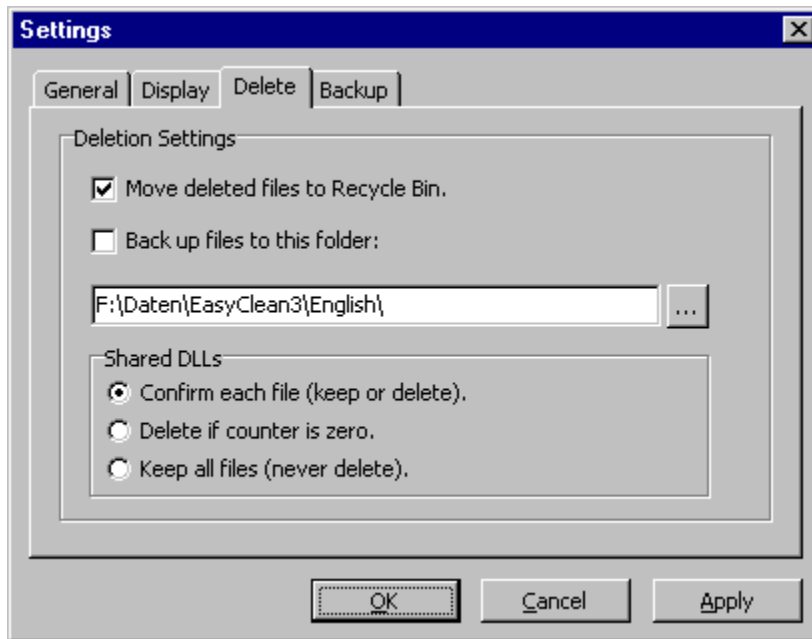 Settings
General Display Delete Backup
Deletion Settings
Move deleted files to Recycle Bin.
Back up files to this folder:
F:\Daten\EasyClean3\English\
...
Shared DLLs
Confirm each file (keep or delete).
Delete if counter is zero.
Keep all files (never delete).
OK Cancel Apply